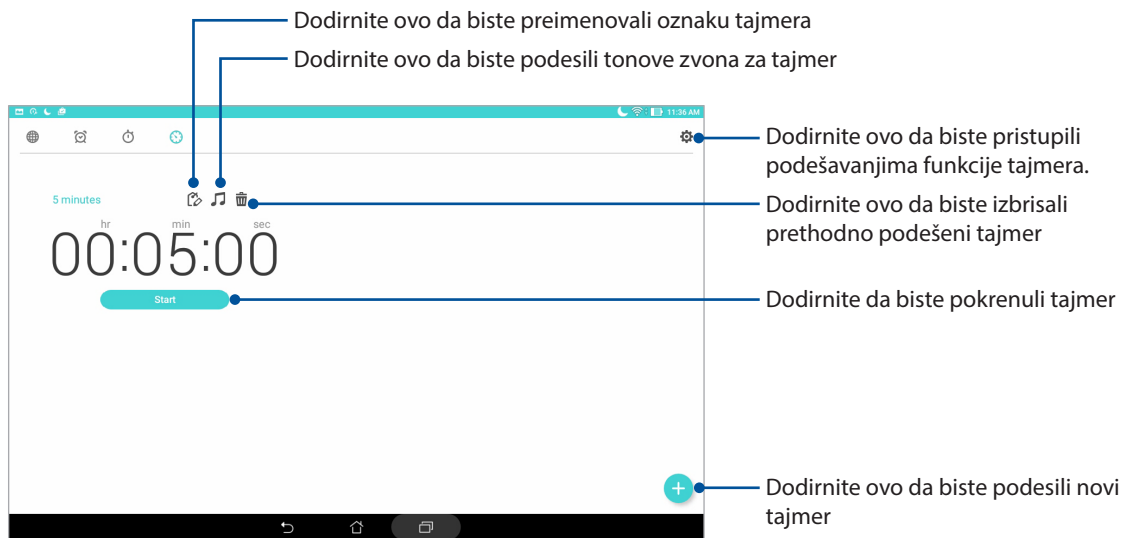 Dodirnite ovo da biste preimenovali oznaku tajmera
Dodirnite ovo da biste podesili tonove zvona za tajmer
11:36 AM
Dodirnite ovo da biste pristupili
podešavanjima funkcije tajmera.
5 minutes
Dodirnite ovo da biste izbrisali
prethodno podešeni tajmer
hr min sec
00:05:00
Start
Dodirnite da biste pokrenuli tajmer
Dodirnite ovo da biste podesili novi
tajmer